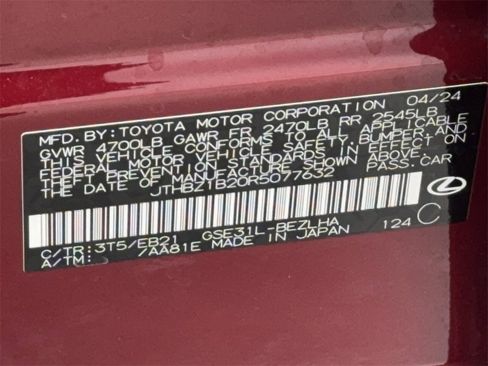 MFD. BY: TOYOTA MOTOR CORPORATION 04/24
GVWR 4700LB GAWR FR 2470LB RR 2545LB
THIS VEHICLE CONFORMS TO ALL APPLICABLE
FEDERAL MOTOR VEHICLE SAFETY, BUMPER, AND
THEFT PREVENTION STANDARDS IN EFFECT ON
THE DATE OF MANUFACTURE SHOWN ABOVE.
JTHBZ1B20R5077632 PASS.CAR
C/TR: 3T5/EB21 GSE31L-BEZLHA 124 C
A/TM: 7AA81E MADE IN JAPAN